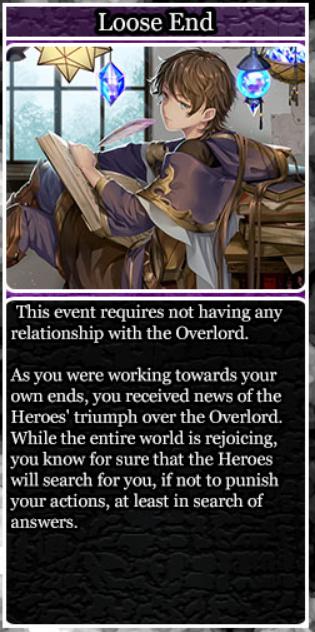 Loose End
This event requires not having any
relationship with the Overlord.
As you were working towards your
own ends, you received news of the
Heroes' triumph over the Overlord.
While the entire world is rejoicing,
you know for sure that the Heroes
will search for you, if not to punish
your actions, at least in search of
answers.